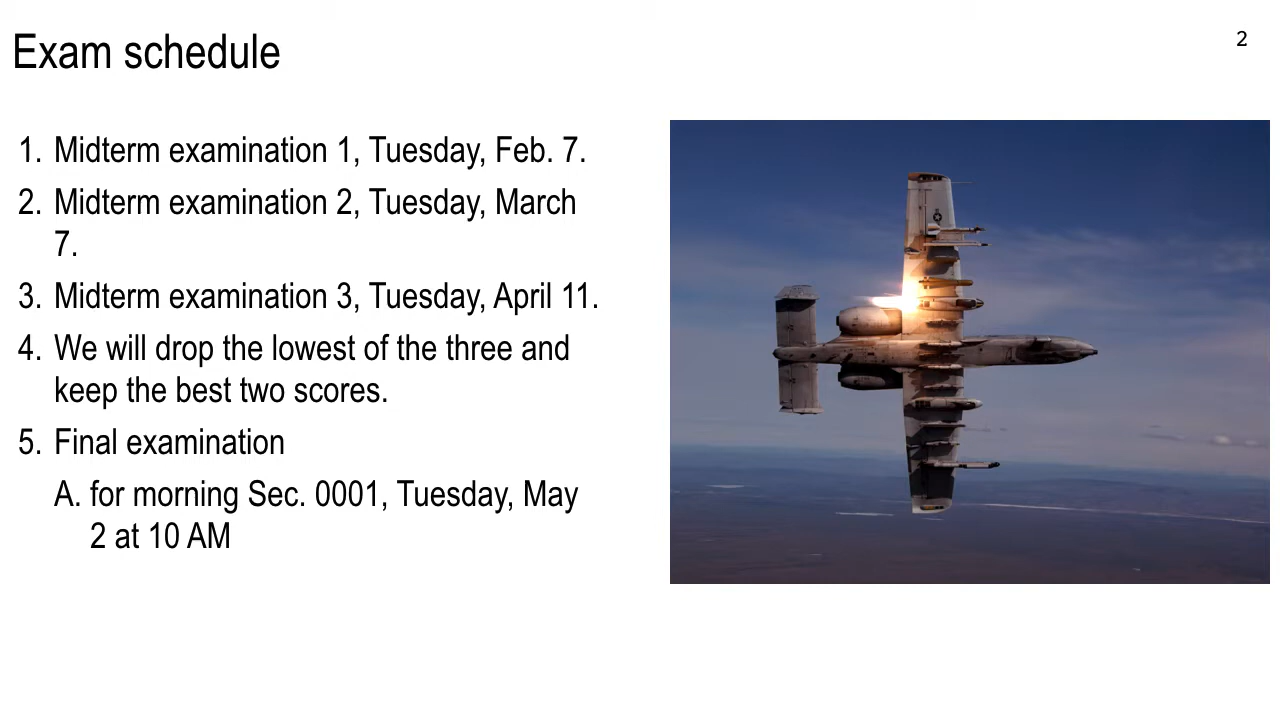 Exam schedule
2
1. Midterm examination 1, Tuesday, Feb. 7.
2. Midterm examination 2, Tuesday, March
7.
3. Midterm examination 3, Tuesday, April 11.
4. We will drop the lowest of the three and
keep the best two scores.
5. Final examination
A. for morning Sec. 0001, Tuesday, May
2 at 10 AM